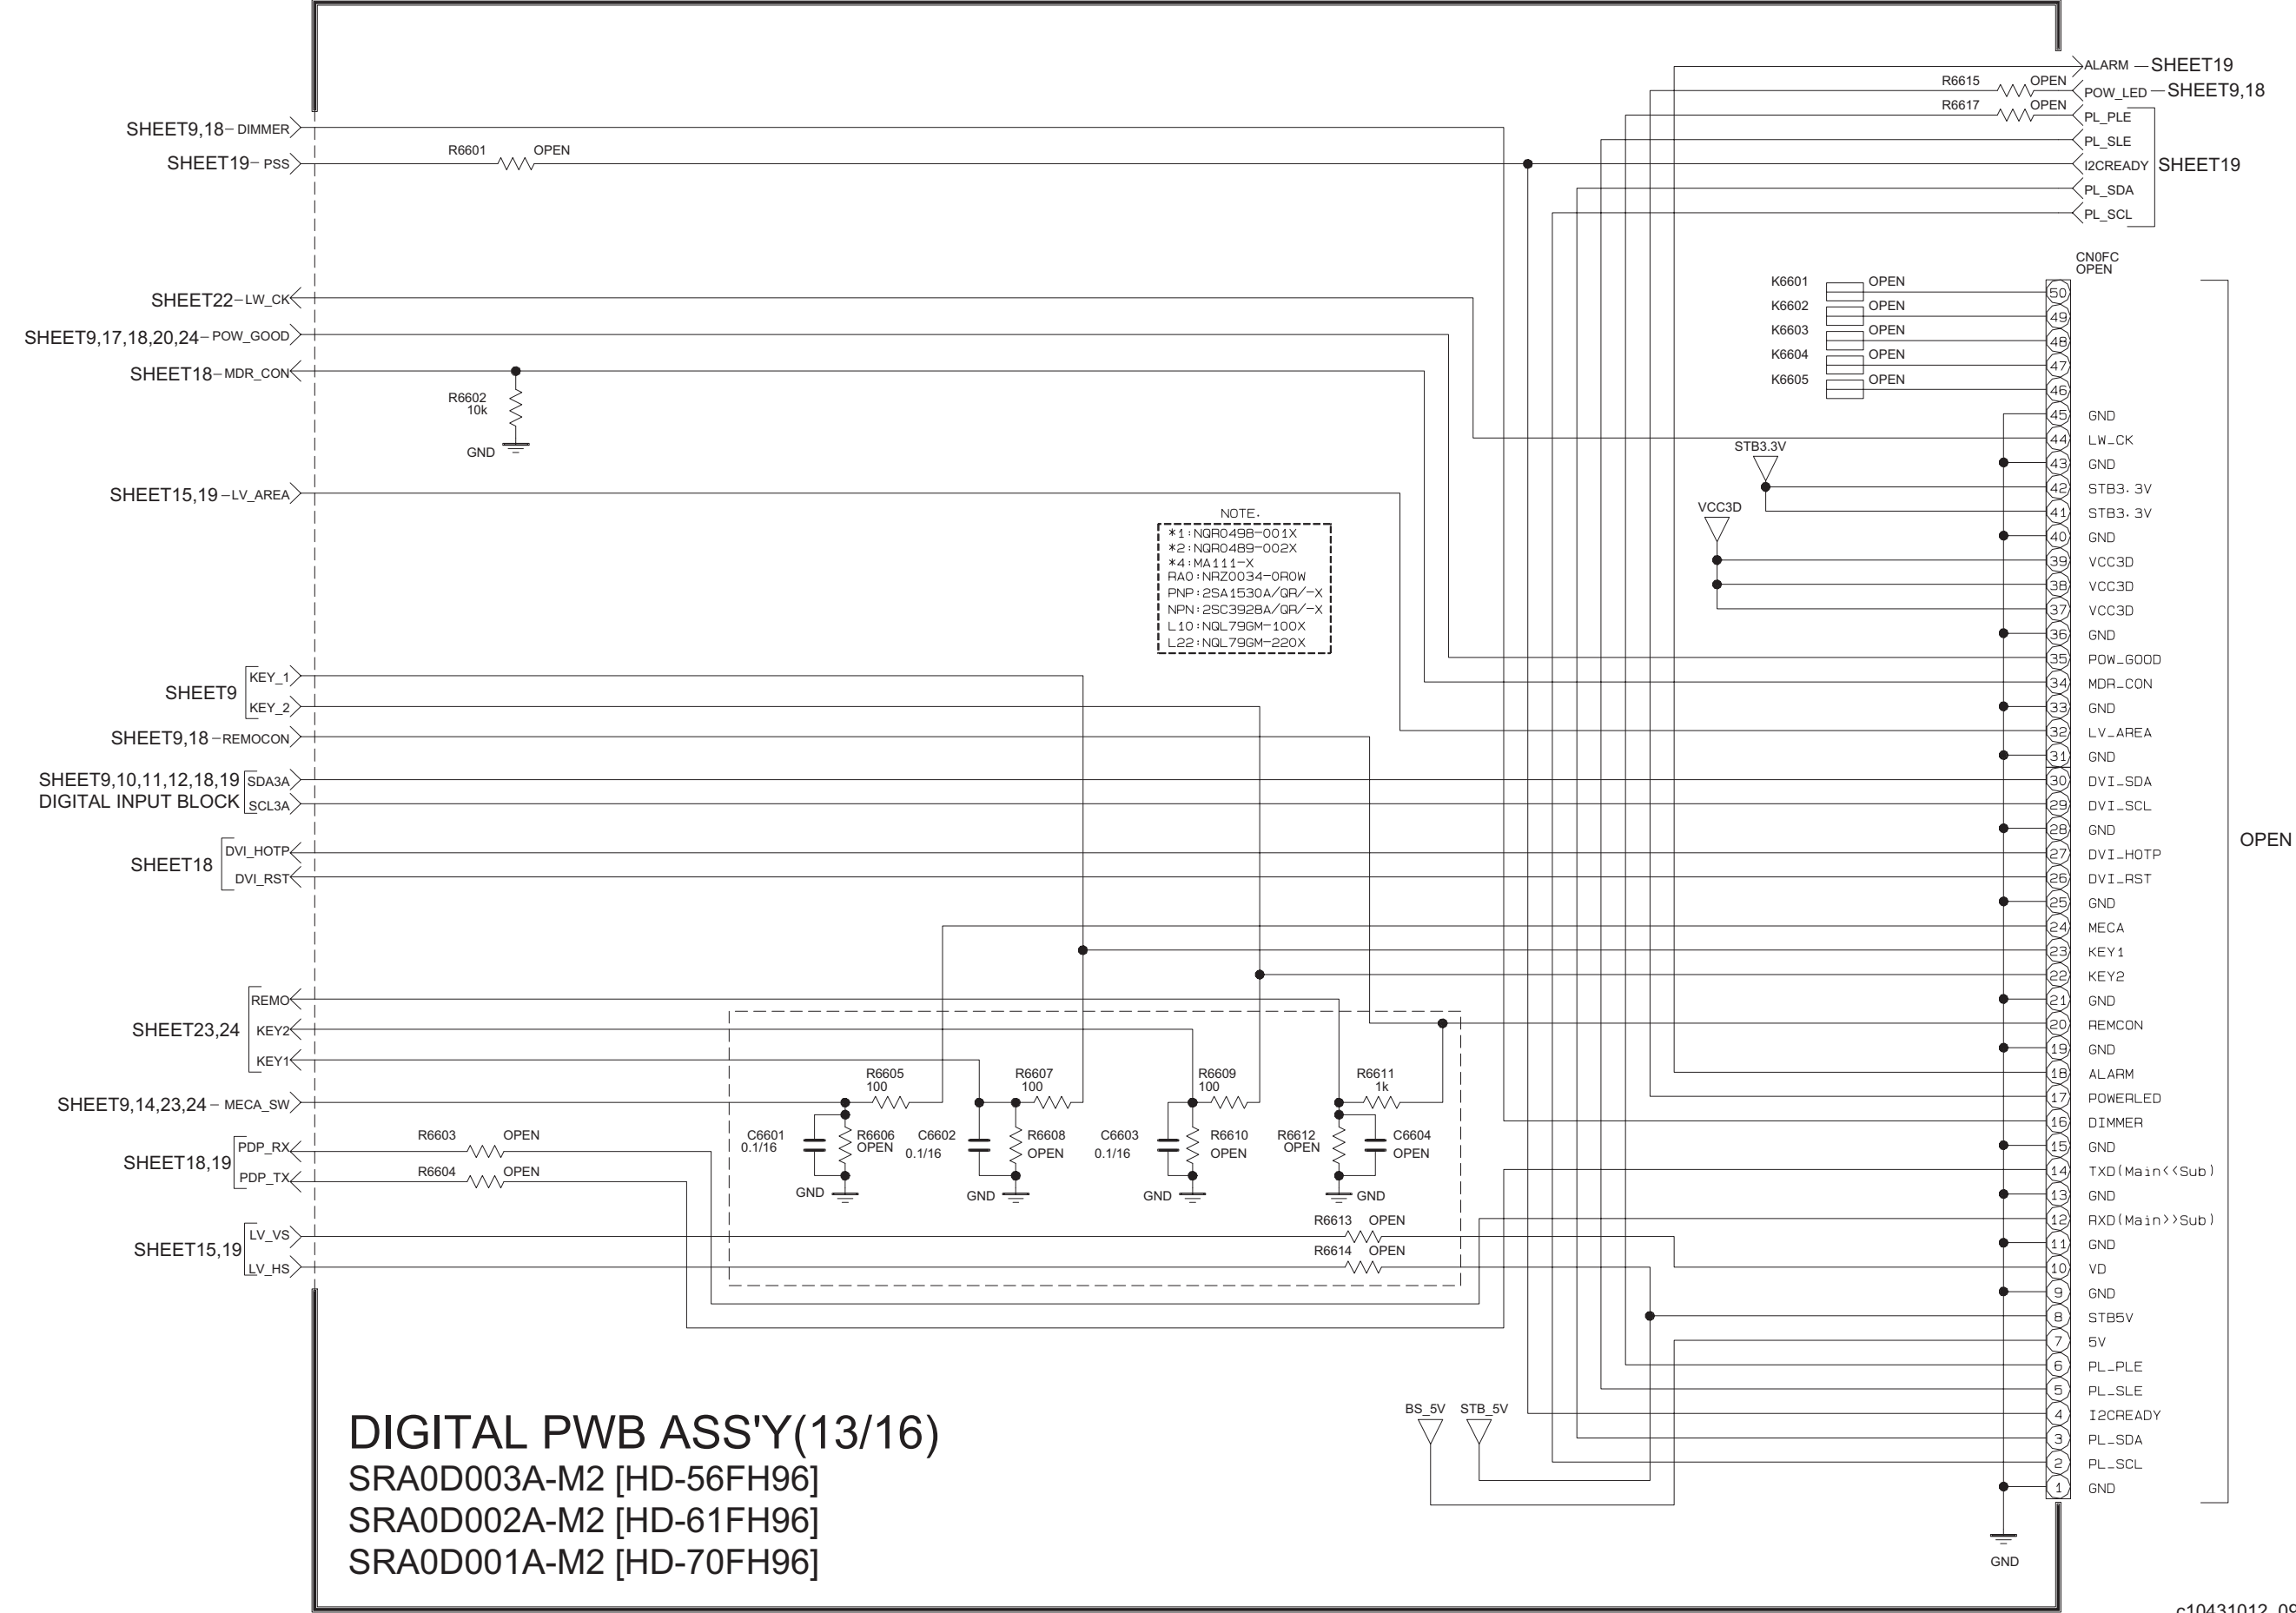 ALARM
SHEET19
R6615
OPEN
POW_LED
SHEET9,18
R6617
OPEN
PL_PLE
PL_SLE
I2CREADY
SHEET19
PL_SDA
PL_SCL
SHEET9,18
DIMMER
SHEET19
PSS
R6601
OPEN
SHEET22
LW_CK
SHEET9,17,18,20,24
POW_GOOD
SHEET18
MDR_CON
R6602
10k
GND
SHEET15,19
LV_AREA
CN0FC
OPEN
K6601
OPEN
K6602
OPEN
K6603
OPEN
K6604
OPEN
K6605
OPEN
STB3.3V
VCC3D
NOTE.
*1:NQR0498-001X
*2:NQR0489-002X
*4:MA111-X
RA0:NRZ0034-0R0W
PNP:2SA1530A/QR/-X
NPN:2SC3928A/QR/-X
L10:NQL79GM-100X
L22:NQL79GM-220X
50
49
48
47
46
45 GND
44 LW_CK
43 GND
42 STB3.3V
41 STB3.3V
40 GND
39 VCC3D
38 VCC3D
37 VCC3D
36 GND
35 POW_GOOD
34 MDR_CON
33 GND
32 LV_AREA
31 GND
30 DVI_SDA
29 DVI_SCL
28 GND
27 DVI_HOTP
26 DVI_RST
25 GND
24 MECA
23 KEY1
22 KEY2
21 GND
20 REMCON
19 GND
18 ALARM
17 POWERLED
16 DIMMER
15 GND
14 TXD(Main<<Sub)
13 GND
12 RXD(Main>>Sub)
11 GND
10 VD
9 GND
8 STB5V
7 5V
6 PL_PLE
5 PL_SLE
4 I2CREADY
3 PL_SDA
2 PL_SCL
1 GND
OPEN
GND
SHEET9
KEY_1
KEY_2
SHEET9,18
REMOCON
SHEET9,10,11,12,18,19
DIGITAL INPUT BLOCK
SDA3A
SCL3A
SHEET18
DVI_HOTP
DVI_RST
SHEET23,24
REMO
KEY2
KEY1
SHEET9,14,23,24
MECA_SW
SHEET18,19
PDP_RX
PDP_TX
R6603
OPEN
R6604
OPEN
SHEET15,19
LV_VS
LV_HS
R6605
100
R6607
100
R6609
100
R6611
1k
C6601
0.1/16
R6606
OPEN
C6602
0.1/16
R6608
OPEN
C6603
0.1/16
R6610
OPEN
R6612
OPEN
C6604
OPEN
GND
GND
GND
GND
R6613
OPEN
R6614
OPEN
BS_5V
STB_5V
DIGITAL PWB ASS'Y(13/16)
SRA0D003A-M2 [HD-56FH96]
SRA0D002A-M2 [HD-61FH96]
SRA0D001A-M2 [HD-70FH96]